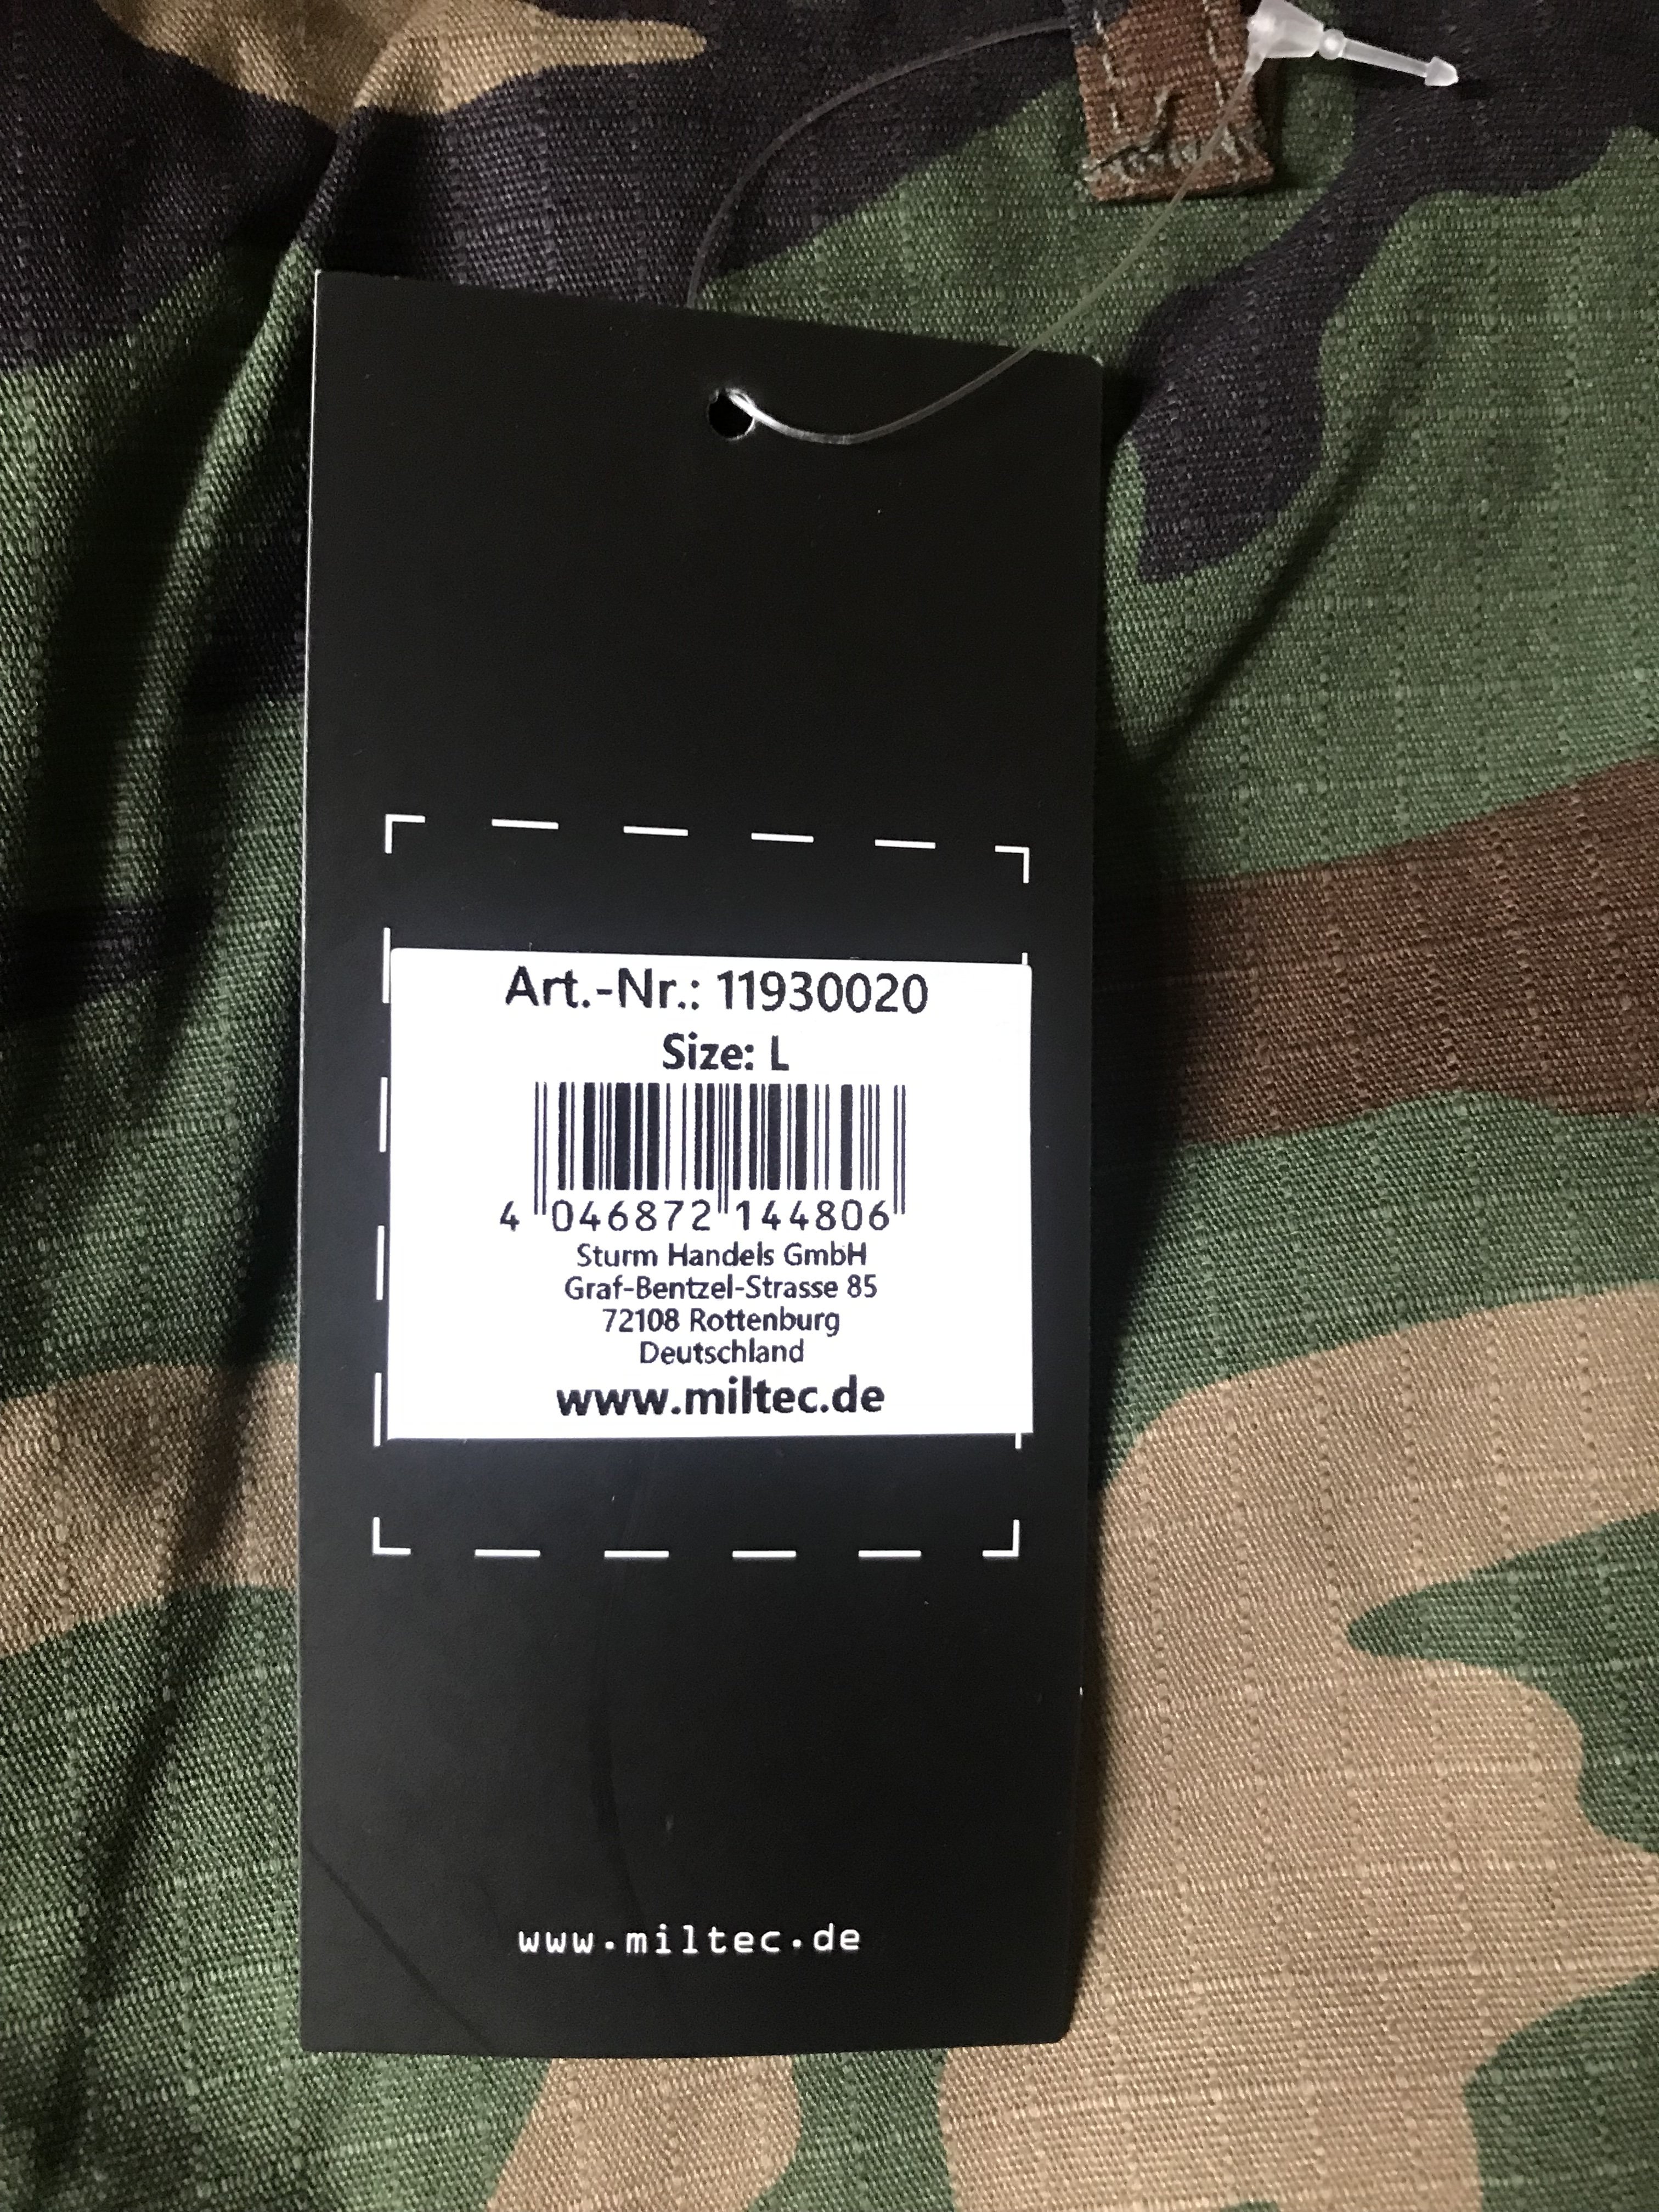 Art.-Nr.: 11930020
Size: L
4 046872 144806
Sturm Handels GmbH
Graf-Bentzel-Strasse 85
72108 Rottenburg
Deutschland
www.miltec.de
www.miltec.de